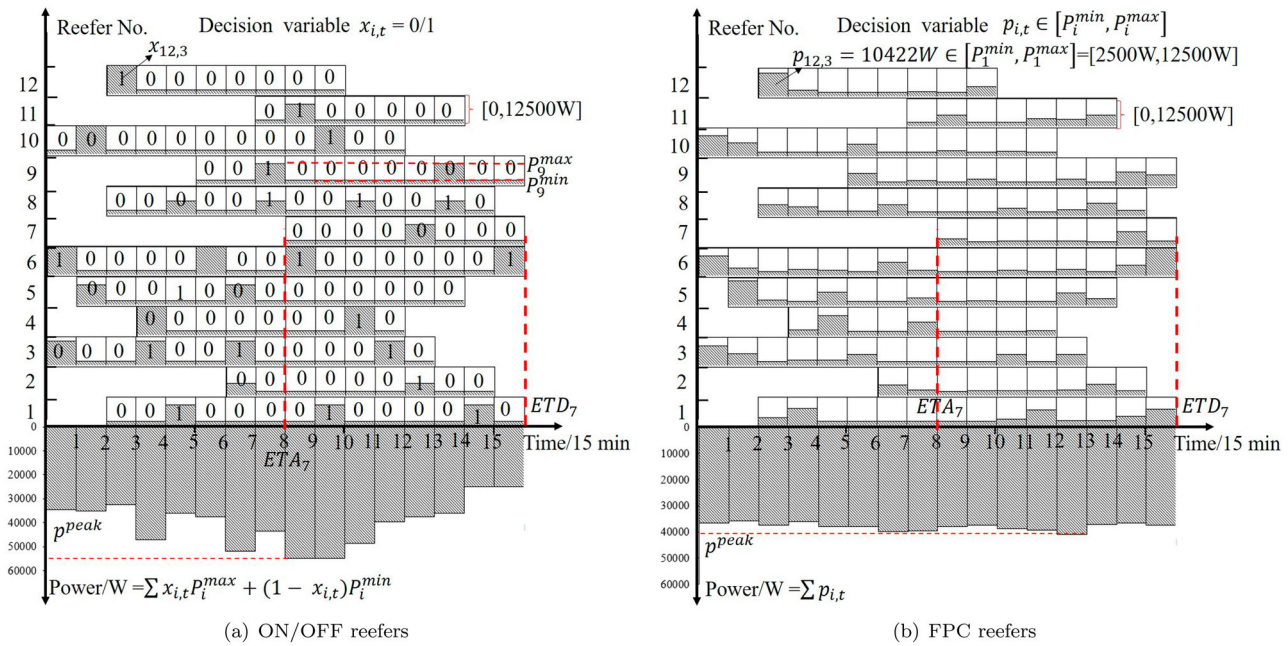 Reefer No. Decision variable x_{i,t} = 0/1
x_{12,3}
12 1 0 0 0 0 0 0 0
11 0 1 0 0 0 0 0 [0,12500W]
10 0 0 0 0 0 0 0 0 0 1 0 0
9 0 0 1 0 0 0 0 0 0 0 0 P_9^{max}
P_9^{min}
8 0 0 0 0 0 1 0 0 1 0 0 1 0
7 0 0 0 0 0 0 0 0
6 1 0 0 0 0 0 0 1 0 0 0 0 0 0 1
5 0 0 0 1 0 0 0 0 0 0 0 0 0
4 0 0 0 0 0 0 0 1 0
3 0 0 0 1 0 0 1 0 0 0 0 1 0
2 0 0 0 0 0 0 1 0 0
1 0 0 1 0 0 0 0 1 0 0 0 0 1 0 ETD_7
0 1 2 3 4 5 6 7 8 9 10 11 12 13 14 15 Time/15 min
ETA_7
10000
20000
30000
40000
p^{peak}
50000
60000
Power/W =∑ x_{i,t}P_i^{max} + (1 − x_{i,t})P_i^{min}
(a) ON/OFF reefers
Reefer No. Decision variable p_{i,t} ∈ [P_i^{min}, P_i^{max}]
p_{12,3} = 10422W ∈ [P_1^{min}, P_1^{max}]=[2500W,12500W]
12
11 [0,12500W]
10
9
8
7
6
5
4
3
2
1 ETA_7 ETD_7
0 1 2 3 4 5 6 7 8 9 10 11 12 13 14 15 Time/15 min
10000
20000
30000
40000
p^{peak}
50000
60000
Power/W =∑ p_{i,t}
(b) FPC reefers